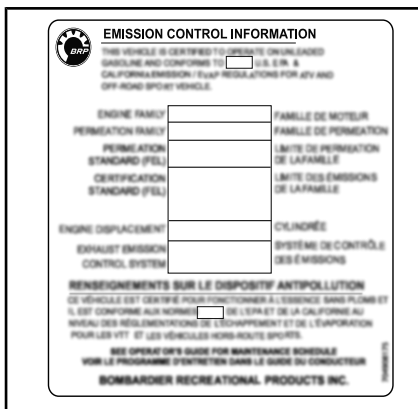 EMISSION CONTROL INFORMATION
BRP
THIS VEHICLE IS CERTIFIED TO OPERATE ON UNLEADED
GASOLINE AND CONFORMS TO U.S. EPA &
CALIFORNIA EMISSION / EVAP REGULATIONS FOR ATV AND
OFF-ROAD SPORT VEHICLE.
ENGINE FAMILY FAMILLE DE MOTEUR
PERMEATION FAMILY FAMILLE DE PERMEATION
PERMEATION LIMITE DE PERMEATION
STANDARD (FEL) DE LA FAMILLE
CERTIFICATION LIMITE DES ÉMISSIONS
STANDARD (FEL) DE LA FAMILLE
ENGINE DISPLACEMENT CYLINDRÉE
EXHAUST EMISSION SYSTÈME DE CONTRÔLE
CONTROL SYSTEM DES ÉMISSIONS
RENSEIGNEMENTS SUR LE DISPOSITIF ANTIPOLLUTION
CE VÉHICULE EST CERTIFIÉ POUR FONCTIONNER À L'ESSENCE SANS PLOMB ET
IL EST CONFORME AUX NORMES DE L'EPA ET DE LA CALIFORNIE AU
NIVEAU DES RÉGLEMENTATIONS DE L'ÉCHAPPEMENT ET DE L'ÉVAPORATION
POUR LES VTT ET LES VÉHICULES HORS-ROUTE SPORTS.
SEE OPERATOR'S GUIDE FOR MAINTENANCE SCHEDULE
VOIR LE PROGRAMME D'ENTRETIEN DANS LE GUIDE DU CONDUCTEUR
BOMBARDIER RECREATIONAL PRODUCTS INC.